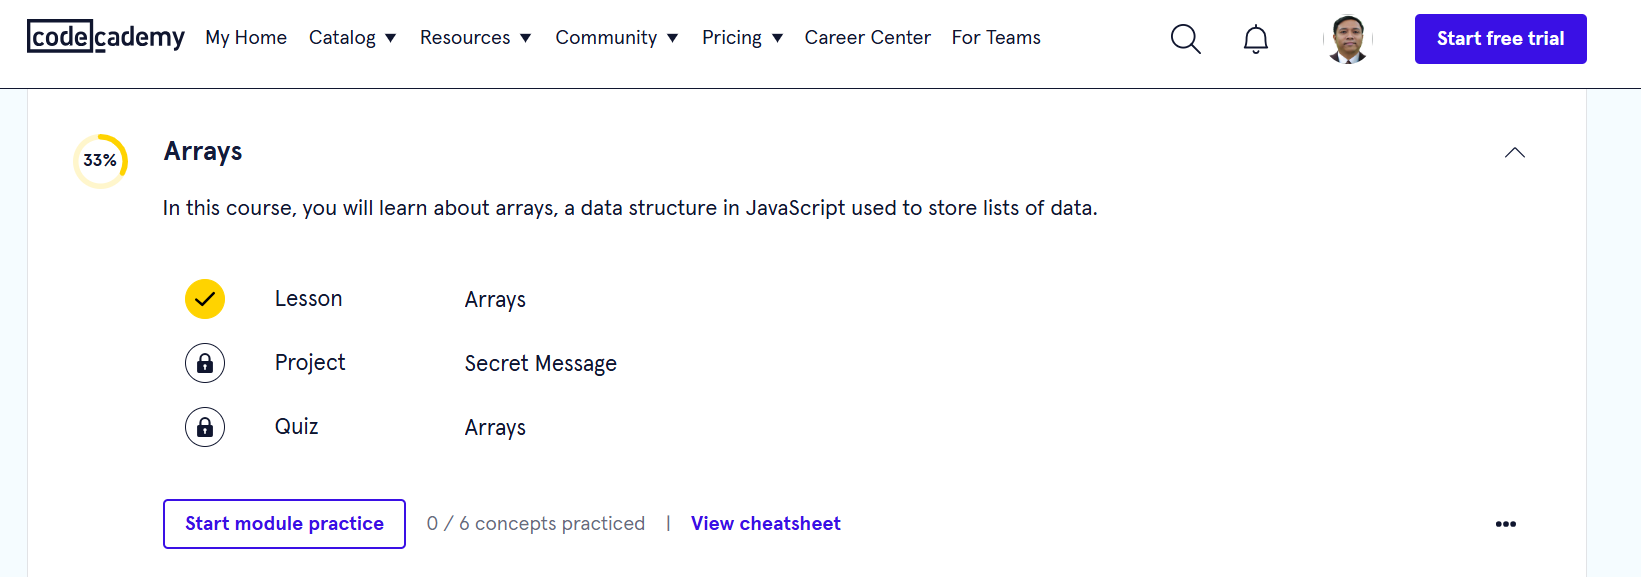 codecademy My Home Catalog Resources Community Pricing Career Center For Teams Start free trial
33% Arrays
In this course, you will learn about arrays, a data structure in JavaScript used to store lists of data.
Lesson Arrays
Project Secret Message
Quiz Arrays
Start module practice 0 / 6 concepts practiced | View cheatsheet